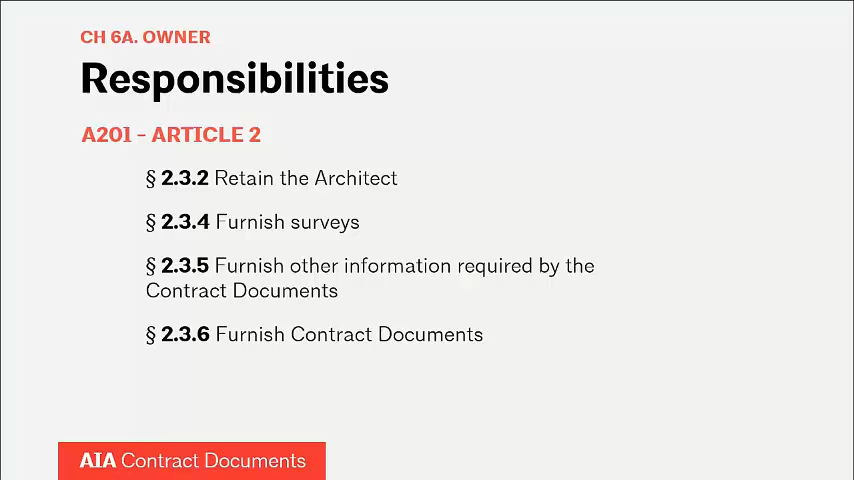 CH 6A. OWNER
Responsibilities
A201 – ARTICLE 2
§ 2.3.2 Retain the Architect
§ 2.3.4 Furnish surveys
§ 2.3.5 Furnish other information required by the
Contract Documents
§ 2.3.6 Furnish Contract Documents
AIA Contract Documents